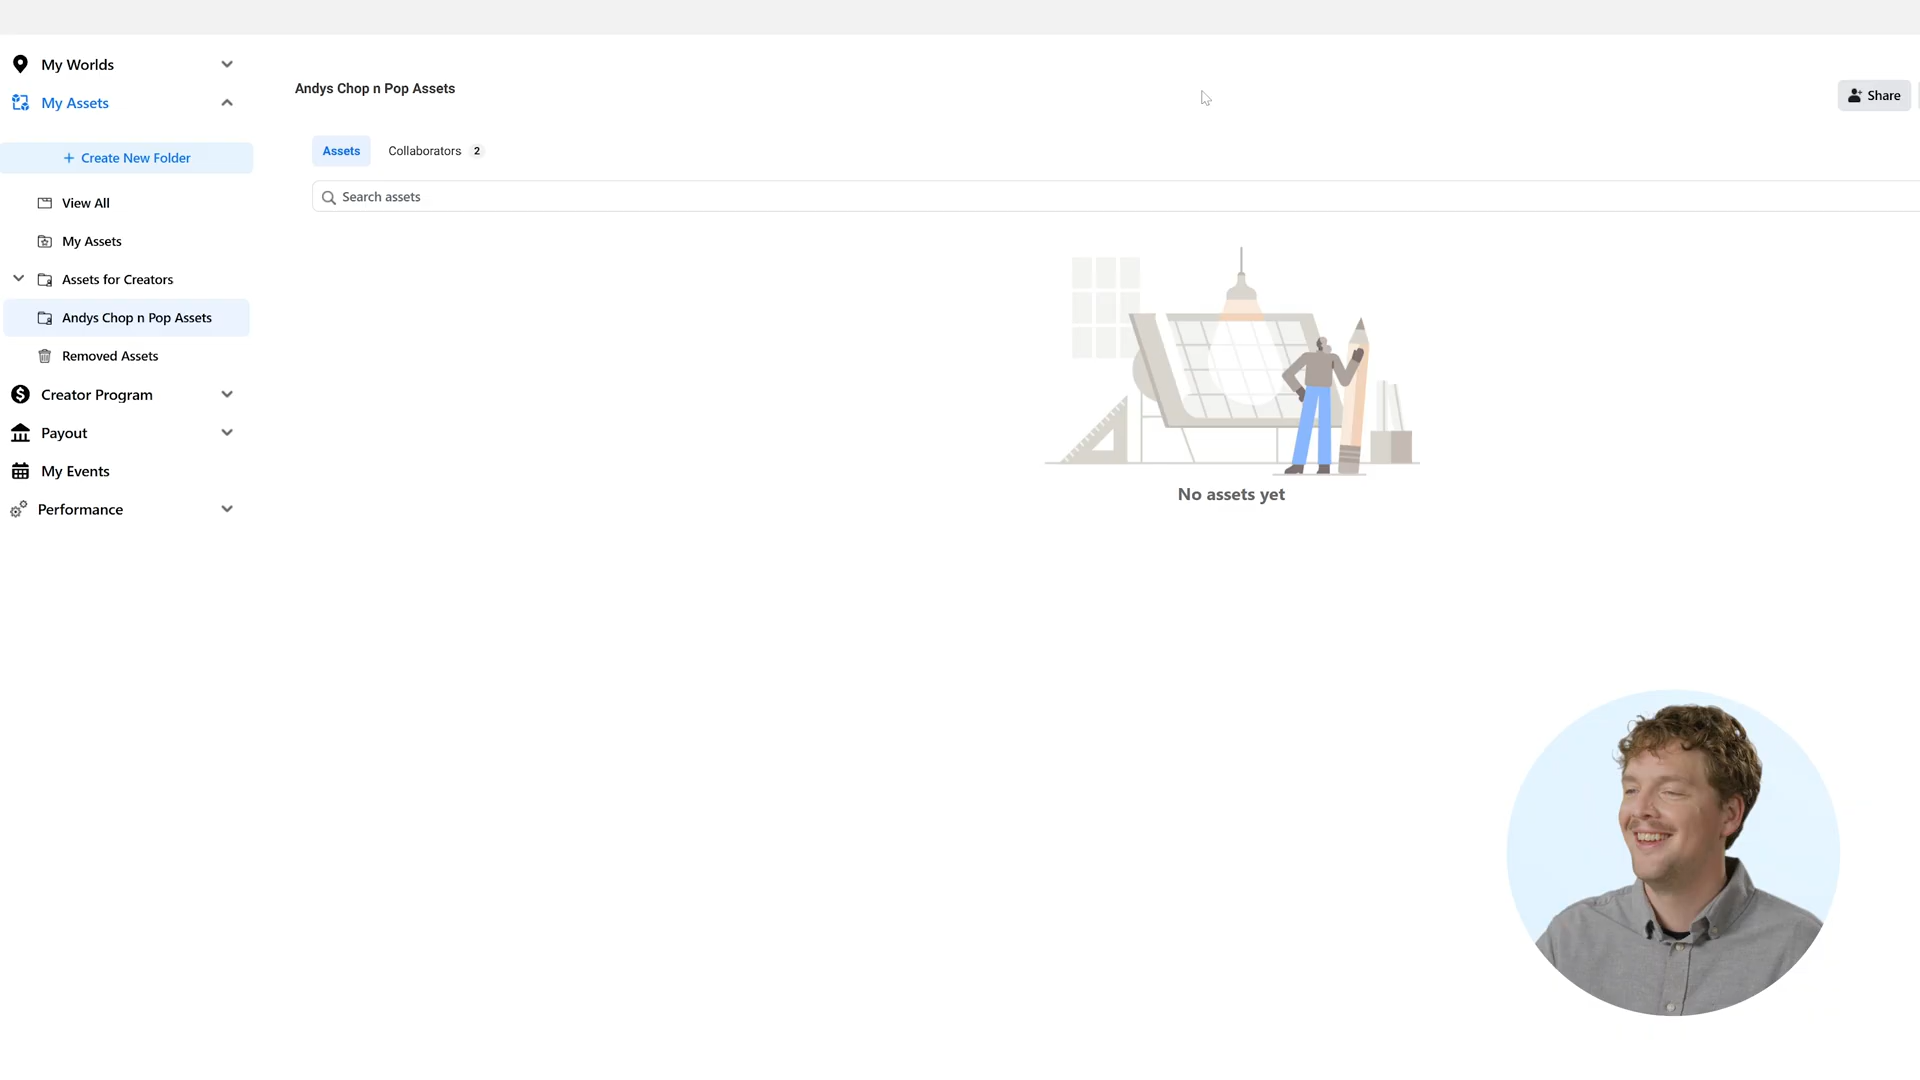 My Worlds
My Assets
+ Create New Folder
View All
My Assets
Assets for Creators
Andys Chop n Pop Assets
Removed Assets
Creator Program
Payout
My Events
Performance
Andys Chop n Pop Assets
Share
Assets
Collaborators 2
Search assets
No assets yet